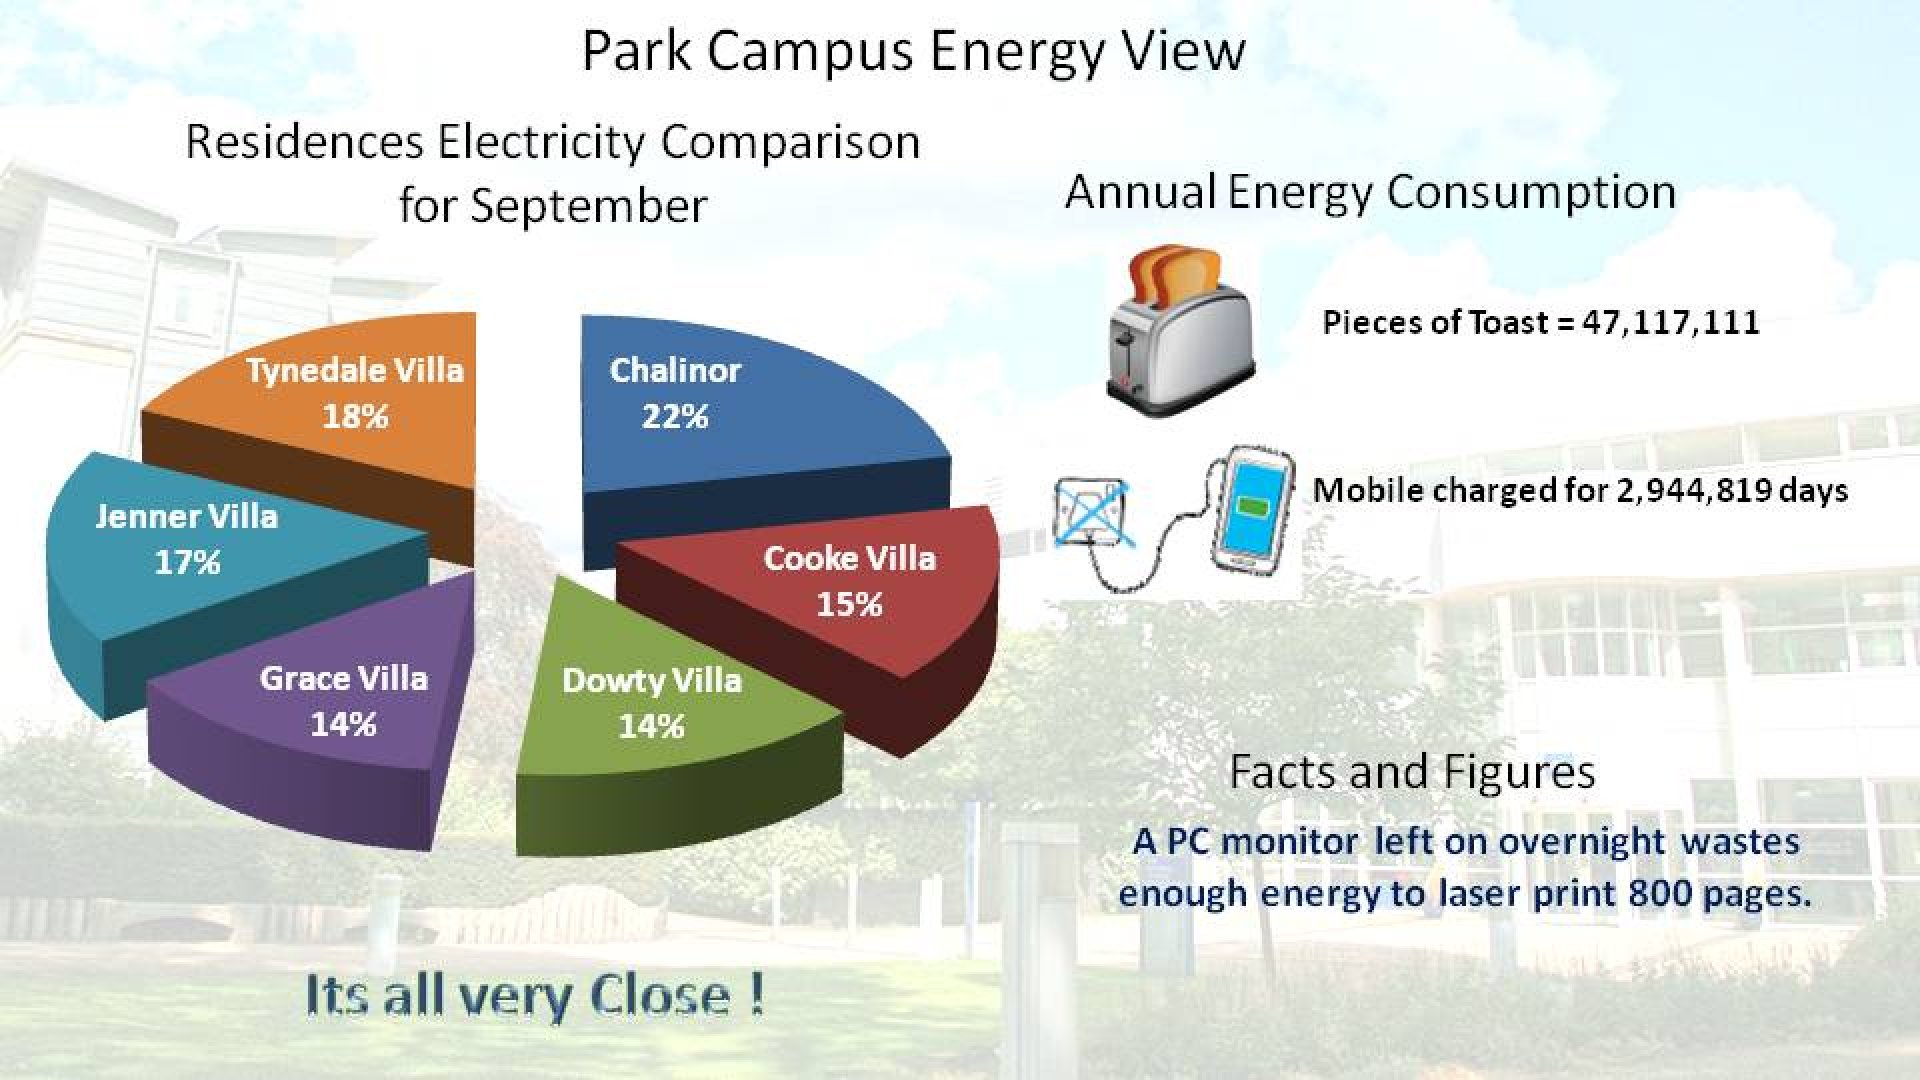 Park Campus Energy View
Residences Electricity Comparison
for September
Tynedale Villa
18%
Chalinor
22%
Jenner Villa
17%
Cooke Villa
15%
Grace Villa
14%
Dowty Villa
14%
Its all very Close !
Annual Energy Consumption
Pieces of Toast = 47,117,111
Mobile charged for 2,944,819 days
Facts and Figures
A PC monitor left on overnight wastes
enough energy to laser print 800 pages.